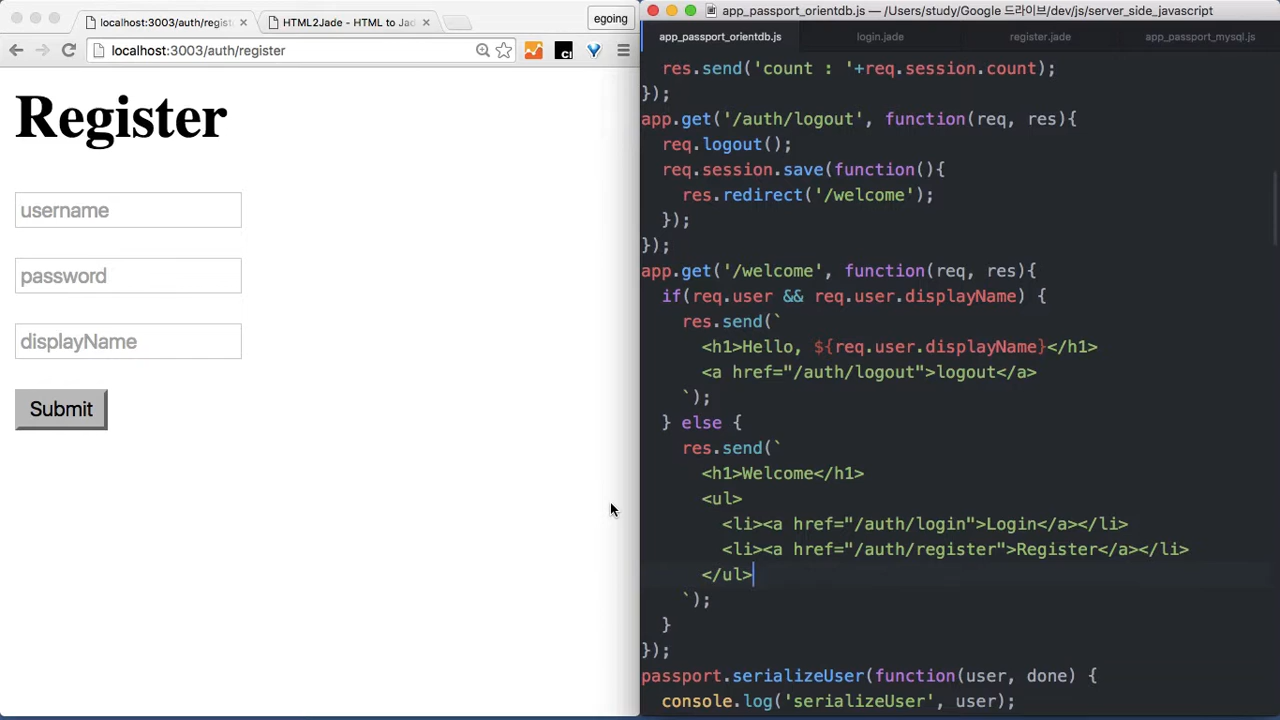 localhost:3003/auth/regist
HTML2Jade - HTML to Jad
egoing
localhost:3003/auth/register
Register
username
password
displayName
Submit
app_passport_orientdb.js — /Users/study/Google 드라이브/dev/js/server_side_javascript
app_passport_orientdb.js
login.jade
register.jade
app_passport_mysql.js
res.send('count : '+req.session.count);
});
app.get('/auth/logout', function(req, res){
req.logout();
req.session.save(function(){
res.redirect('/welcome');
});
});
app.get('/welcome', function(req, res){
if(req.user && req.user.displayName) {
res.send(`
<h1>Hello, ${req.user.displayName}</h1>
<a href="/auth/logout">logout</a>
`);
} else {
res.send(`
<h1>Welcome</h1>
<ul>
<li><a href="/auth/login">Login</a></li>
<li><a href="/auth/register">Register</a></li>
</ul>
`);
}
});
passport.serializeUser(function(user, done) {
console.log('serializeUser', user);